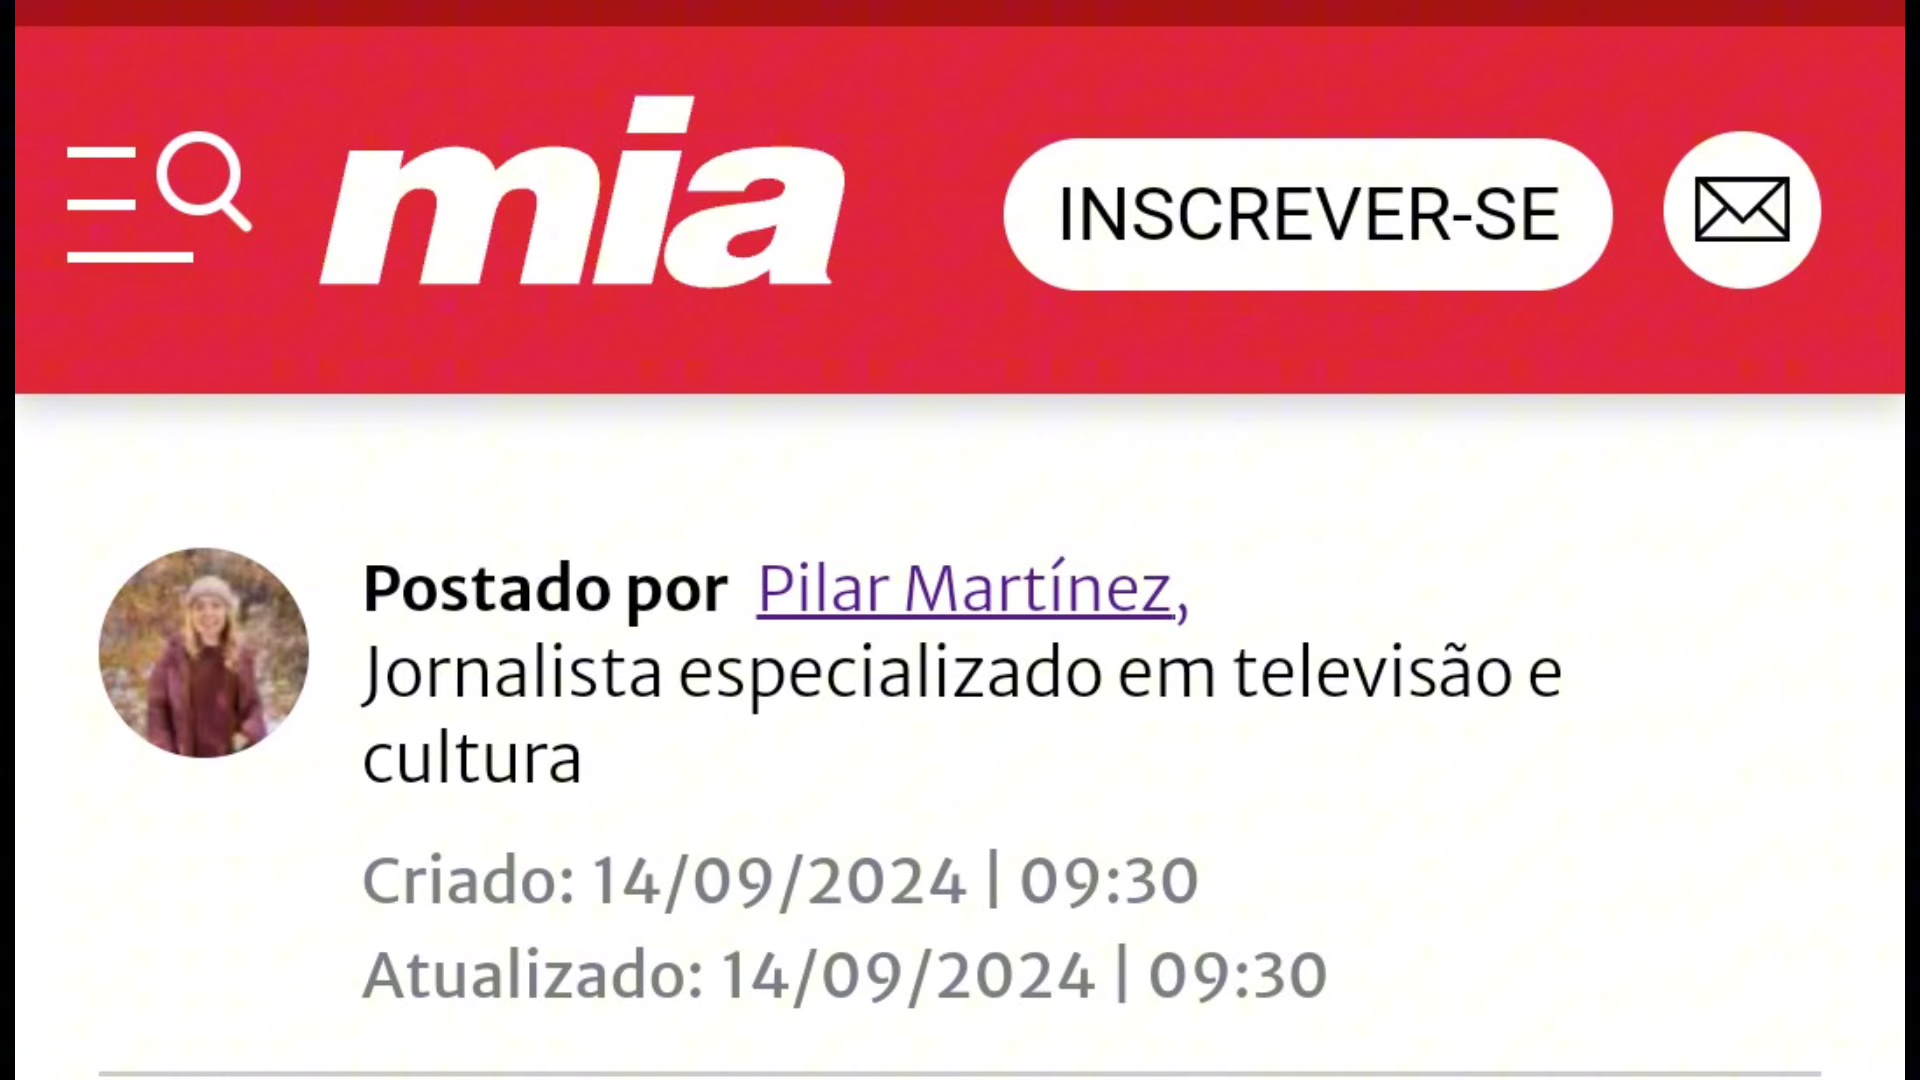 mia
INSCREVER-SE
Postado por Pilar Martínez,
Jornalista especializado em televisão e
cultura
Criado: 14/09/2024 | 09:30
Atualizado: 14/09/2024 | 09:30